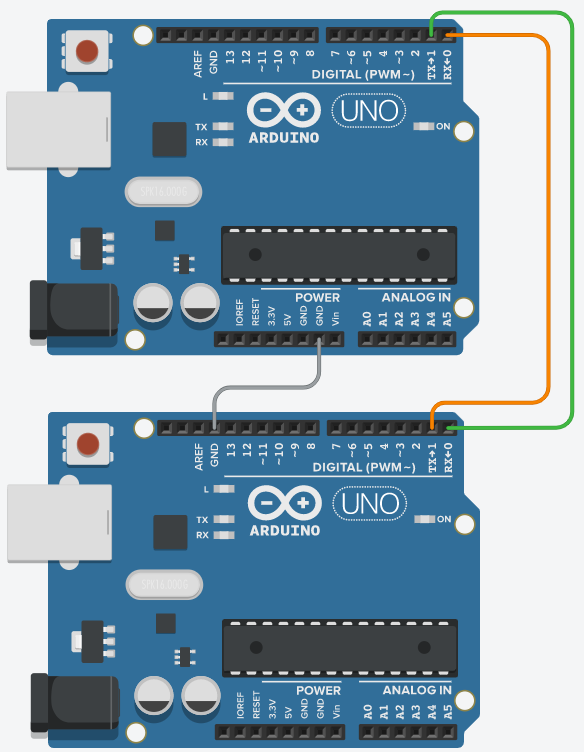 AREF
GND
13
12
~11
~10
~9
8
7
~6
~5
~4
~3
2
TX→1
RX←0
DIGITAL (PWM~)
L
TX
RX
ARDUINO
UNO
ON
SMX16.000G
POWER
ANALOG IN
IOREF
RESET
3.3V
5V
GND
GND
Vin
A0
A1
A2
A3
A4
A5
AREF
GND
13
12
~11
~10
~9
8
7
~6
~5
~4
~3
2
TX→1
RX←0
DIGITAL (PWM~)
L
TX
RX
ARDUINO
UNO
ON
SMX16.000G
POWER
ANALOG IN
IOREF
RESET
3.3V
5V
GND
GND
Vin
A0
A1
A2
A3
A4
A5